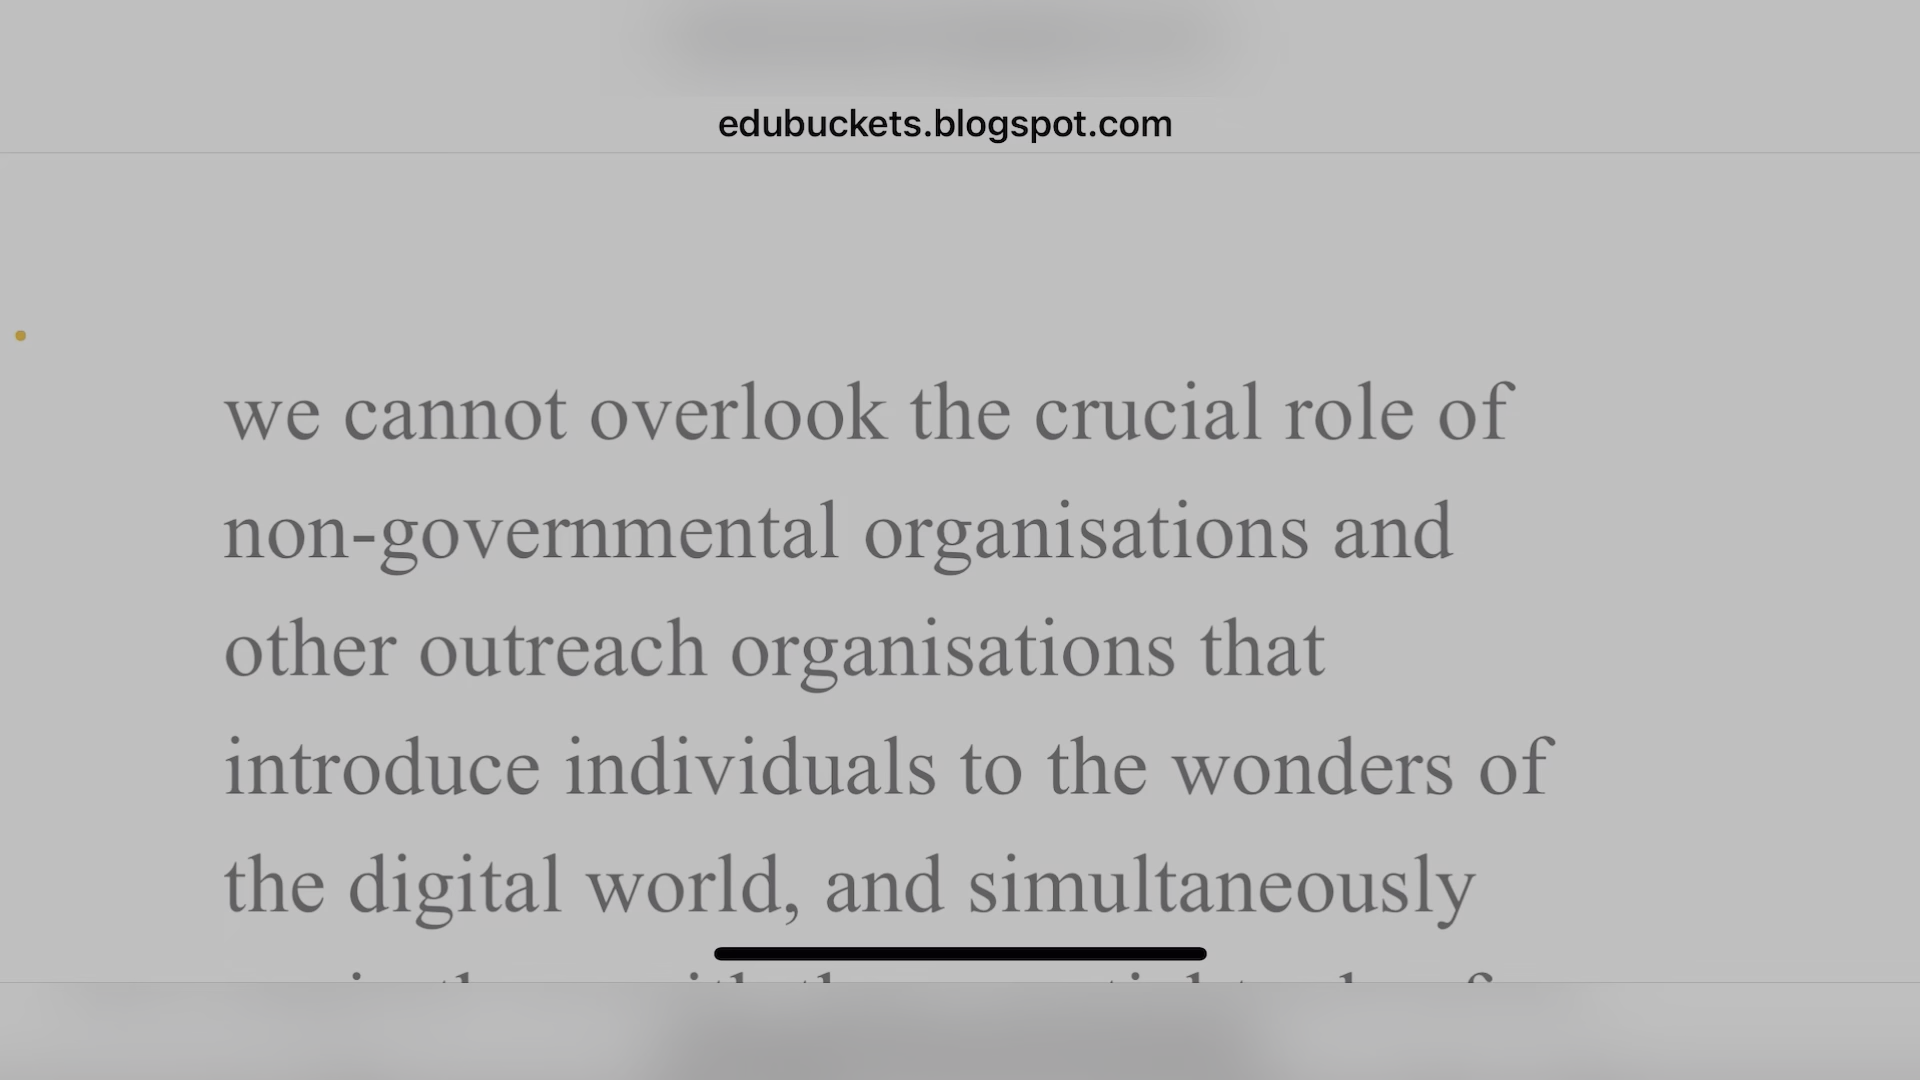 edubuckets.blogspot.com
we cannot overlook the crucial role of
non-governmental organisations and
other outreach organisations that
introduce individuals to the wonders of
the digital world, and simultaneously